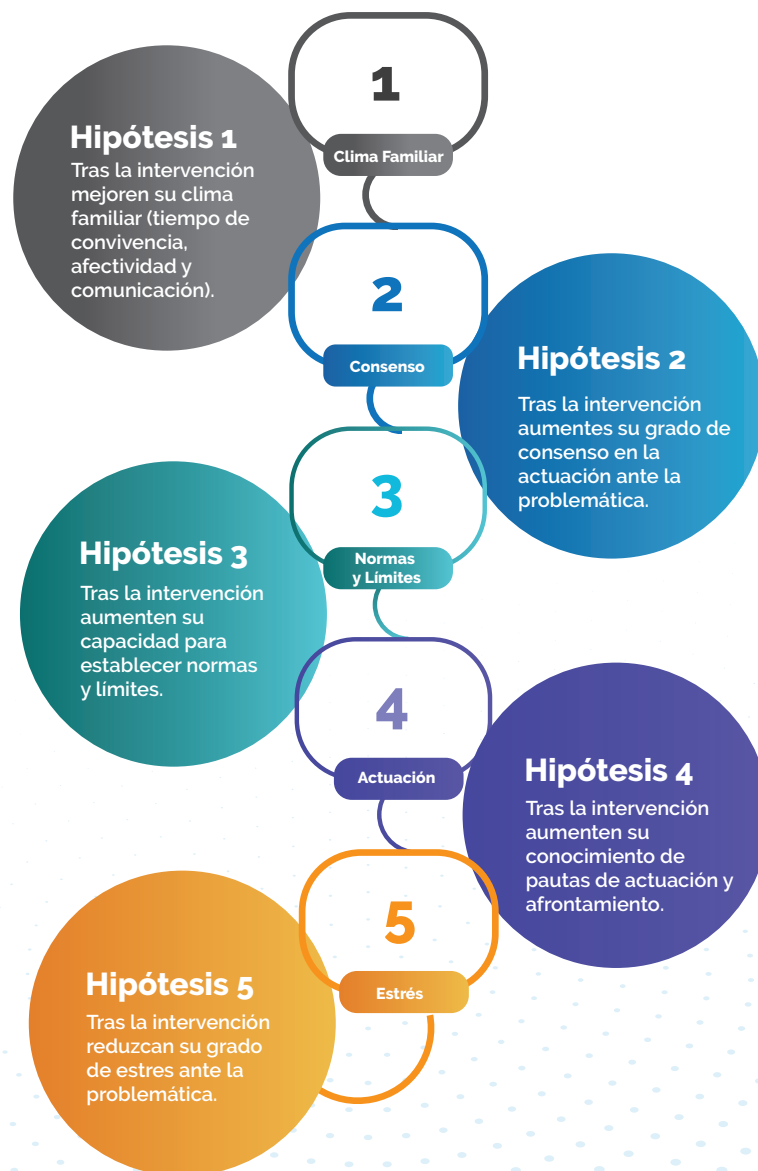 1
Clima Familiar
Hipótesis 1
Tras la intervención
mejoren su clima
familiar (tiempo de
convivencia,
afectividad y
comunicación).
2
Consenso
Hipótesis 2
Tras la intervención
aumentes su grado de
consenso en la
actuación ante la
problemática.
3
Normas
y Límites
Hipótesis 3
Tras la intervención
aumenten su
capacidad para
establecer normas
y límites.
4
Actuación
Hipótesis 4
Tras la intervención
aumenten su
conocimiento de
pautas de actuación y
afrontamiento.
5
Estrés
Hipótesis 5
Tras la intervención
reduzcan su grado
de estres ante la
problemática.